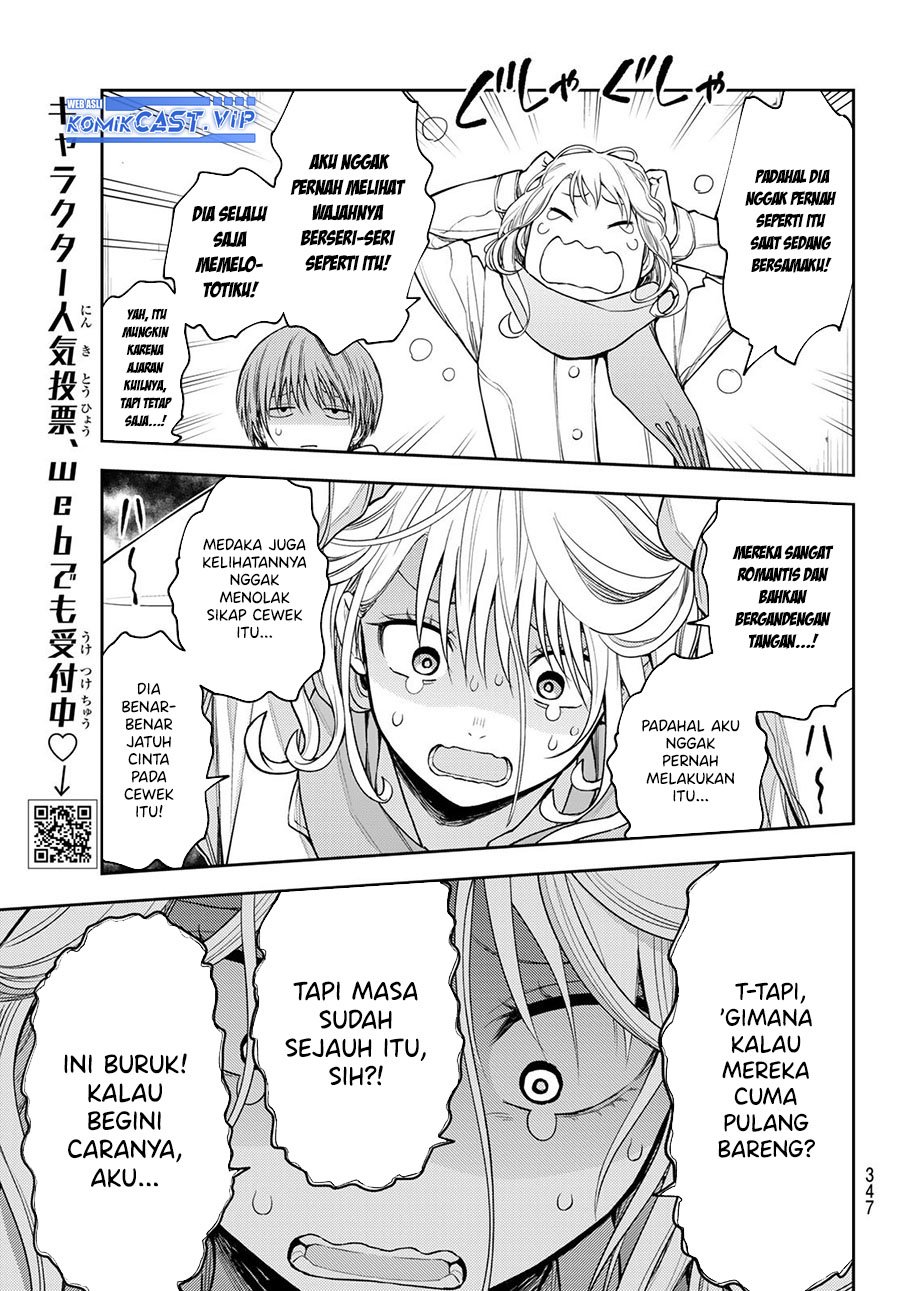 WEB ASLI
KOMIKCAST.VIP
ぐしゃぐしゃ
PADAHAL DIA
NGGAK PERNAH
SEPERTI ITU
SAAT SEDANG
BERSAMAKU!
AKU NGGAK
PERNAH MELIHAT
WAJAHNYA
BERSERI-SERI
SEPERTI ITU!
DIA SELALU
SAJA
MEMELO-
TOTIKU!
YAH, ITU
MUNGKIN
KARENA
AJARAN
KUILNYA,
TAPI TETAP
SAJA...!
MEREKA SANGAT
ROMANTIS DAN
BAHKAN
BERGANDENGAN
TANGAN...!
PADAHAL AKU
NGGAK
PERNAH
MELAKUKAN
ITU...
MEDAKA JUGA
KELIHATANNYA
NGGAK
MENOLAK
SIKAP CEWEK
ITU...
DIA
BENAR-
BENAR
JATUH
CINTA
PADA
CEWEK
ITU!
T-TAPI,
'GIMANA
KALAU
MEREKA
CUMA
PULANG
BARENG?
TAPI MASA
SUDAH
SEJAUH ITU,
SIH?!
INI BURUK!
KALAU
BEGINI
CARANYA,
AKU...
キャラクター人気投票、webでも受付中♡→
にんきとうひょう
うけつけちゅう
347